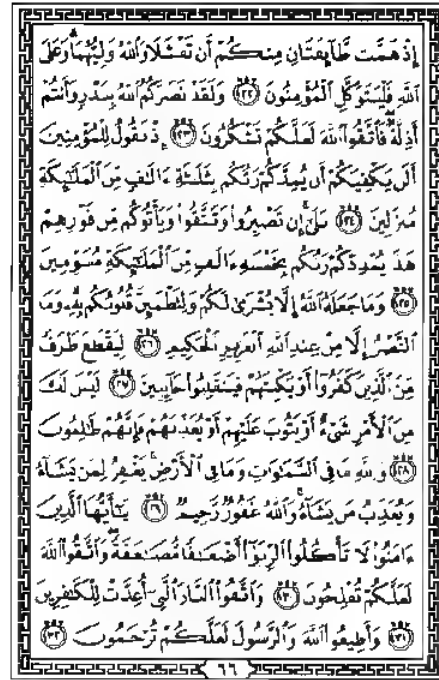 إِذْ هَمَّت طَّآئِفَتَانِ مِنكُمْ أَن تَفْشَلَا وَٱللَّهُ وَلِيُّهُمَا ۗ وَعَلَى
ٱللَّهِ فَلْيَتَوَكَّلِ ٱلْمُؤْمِنُونَ ﴿١٢٢﴾ وَلَقَدْ نَصَرَكُمُ ٱللَّهُ بِبَدْرٍ وَأَنتُمْ
أَذِلَّةٌ ۖ فَٱتَّقُوا۟ ٱللَّهَ لَعَلَّكُمْ تَشْكُرُونَ ﴿١٢٣﴾ إِذْ تَقُولُ لِلْمُؤْمِنِينَ
أَلَن يَكْفِيَكُمْ أَن يُمِدَّكُمْ رَبُّكُم بِثَلَٰثَةِ ءَالَٰفٍ مِّنَ ٱلْمَلَٰٓئِكَةِ
مُنزَلِينَ ﴿١٢٤﴾ بَلَىٰٓ ۚ إِن تَصْبِرُوا۟ وَتَتَّقُوا۟ وَيَأْتُوكُم مِّن فَوْرِهِمْ
هَٰذَا يُمْدِدْكُمْ رَبُّكُم بِخَمْسَةِ ءَالَٰفٍ مِّنَ ٱلْمَلَٰٓئِكَةِ مُسَوِّمِينَ
﴿١٢٥﴾ وَمَا جَعَلَهُ ٱللَّهُ إِلَّا بُشْرَىٰ لَكُمْ وَلِتَطْمَئِنَّ قُلُوبُكُم بِهِۦ ۗ وَمَا
ٱلنَّصْرُ إِلَّا مِنْ عِندِ ٱللَّهِ ٱلْعَزِيزِ ٱلْحَكِيمِ ﴿١٢٦﴾ لِيَقْطَعَ طَرَفًا
مِّنَ ٱلَّذِينَ كَفَرُوٓا۟ أَوْ يَكْبِتَهُمْ فَيَنقَلِبُوا۟ خَآئِبِينَ ﴿١٢٧﴾ لَيْسَ لَكَ
مِنَ ٱلْأَمْرِ شَىْءٌ أَوْ يَتُوبَ عَلَيْهِمْ أَوْ يُعَذِّبَهُمْ فَإِنَّهُمْ ظَٰلِمُونَ
﴿١٢٨﴾ وَلِلَّهِ مَا فِى ٱلسَّمَٰوَٰتِ وَمَا فِى ٱلْأَرْضِ ۚ يَغْفِرُ لِمَن يَشَآءُ
وَيُعَذِّبُ مَن يَشَآءُ ۚ وَٱللَّهُ غَفُورٌ رَّحِيمٌ ﴿١٢٩﴾ يَٰٓأَيُّهَا ٱلَّذِينَ
ءَامَنُوا۟ لَا تَأْكُلُوا۟ ٱلرِّبَوٰٓا۟ أَضْعَٰفًا مُّضَٰعَفَةً ۖ وَٱتَّقُوا۟ ٱللَّهَ
لَعَلَّكُمْ تُفْلِحُونَ ﴿١٣٠﴾ وَٱتَّقُوا۟ ٱلنَّارَ ٱلَّتِىٓ أُعِدَّتْ لِلْكَٰفِرِينَ
﴿١٣١﴾ وَأَطِيعُوا۟ ٱللَّهَ وَٱلرَّسُولَ لَعَلَّكُمْ تُرْحَمُونَ ﴿١٣٢﴾
٦٦